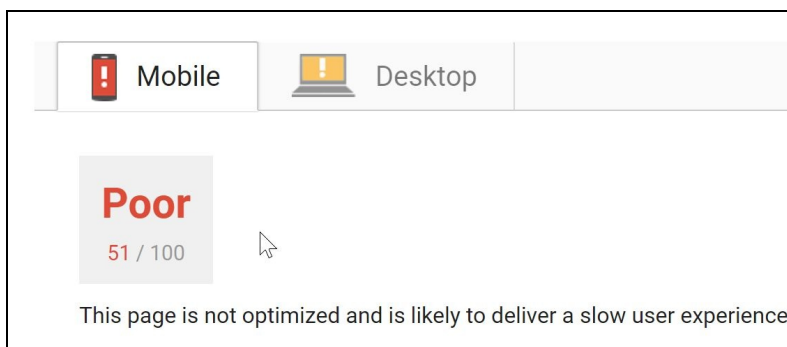 Mobile
Desktop
Poor
51 / 100
This page is not optimized and is likely to deliver a slow user experience